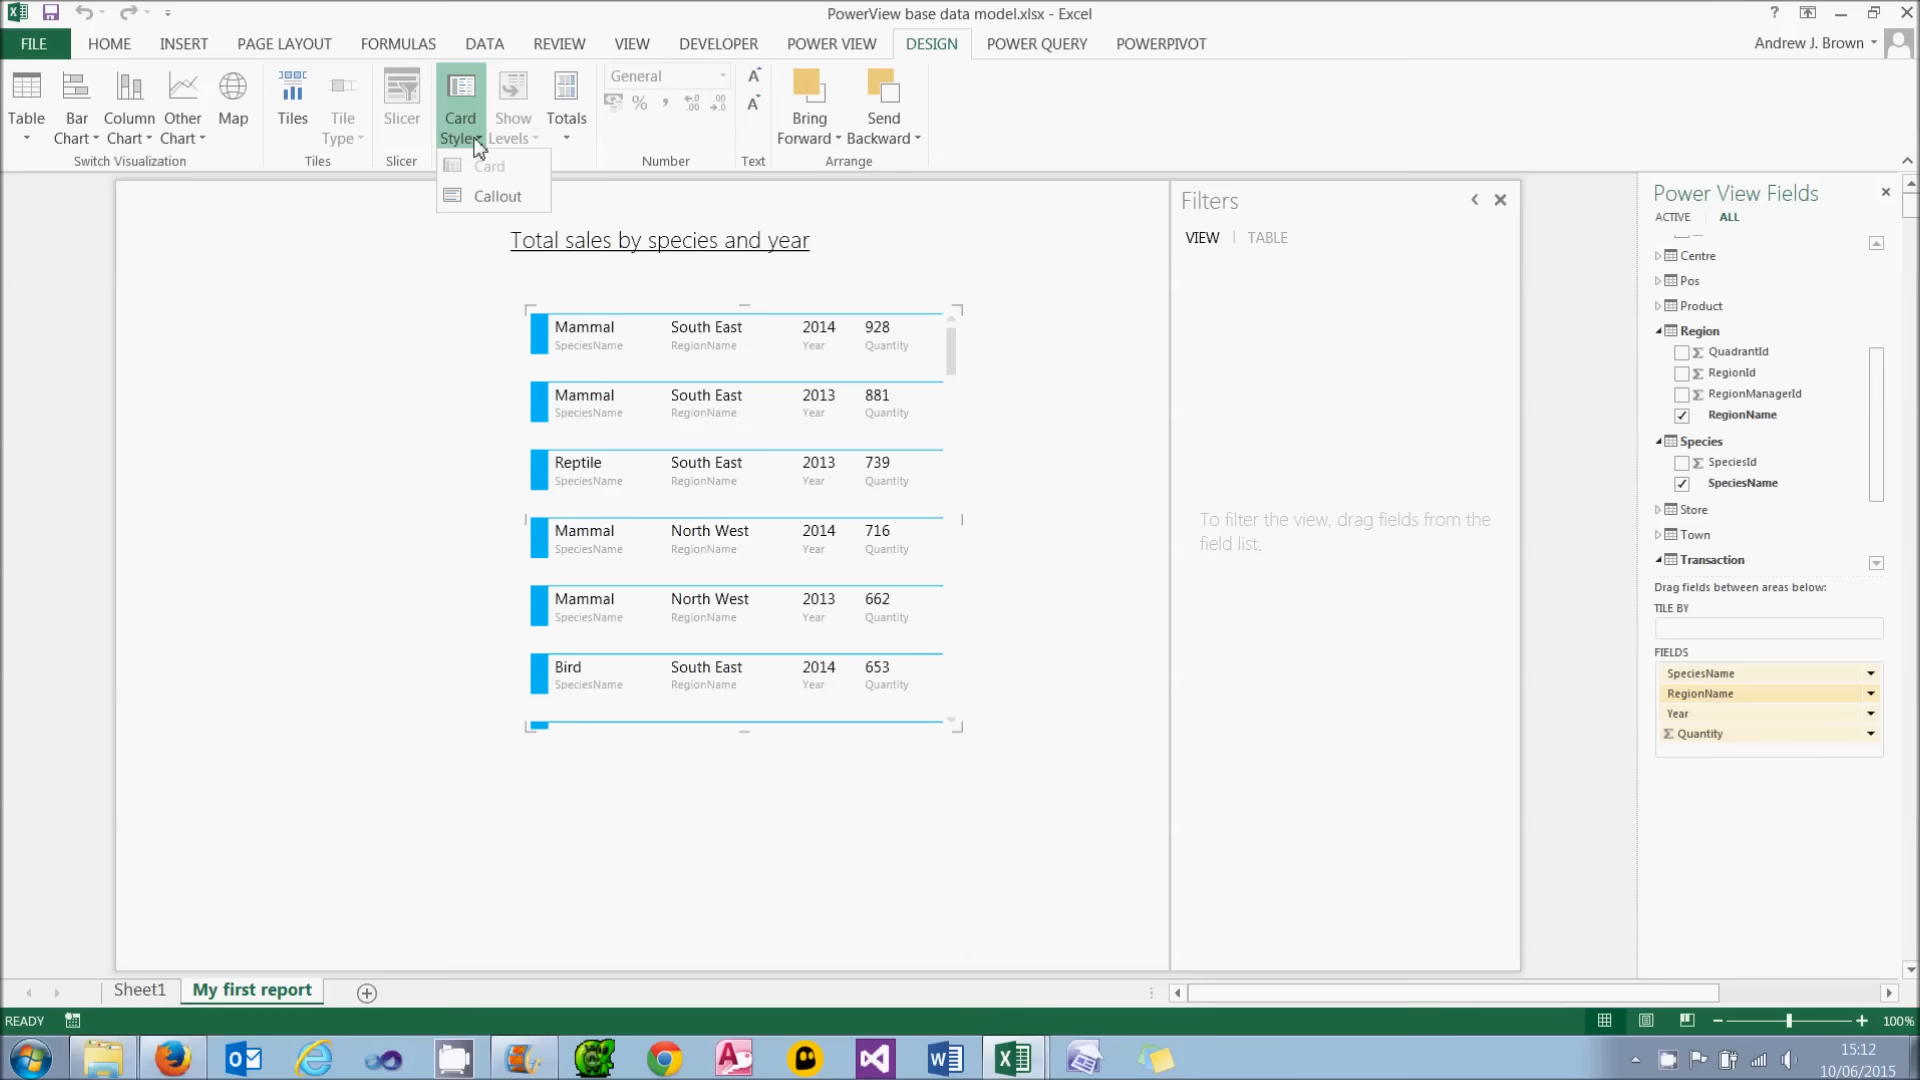 PowerView base data model.xlsx - Excel
?
FILE HOME INSERT PAGE LAYOUT FORMULAS DATA REVIEW VIEW DEVELOPER POWER VIEW DESIGN POWER QUERY POWERPIVOT
Andrew J. Brown
Table
Bar Chart
Column Chart
Other Chart
Map
Tiles
Tile Type
Slicer
Card Style
Show Levels
Totals
General
%
Bring Forward
Send Backward
Switch Visualization
Tiles
Slicer
Number
Text
Arrange
Card
Callout
Total sales by species and year
Mammal South East 2014 928
SpeciesName RegionName Year Quantity
Mammal South East 2013 881
SpeciesName RegionName Year Quantity
Reptile South East 2013 739
SpeciesName RegionName Year Quantity
Mammal North West 2014 716
SpeciesName RegionName Year Quantity
Mammal North West 2013 662
SpeciesName RegionName Year Quantity
Bird South East 2014 653
SpeciesName RegionName Year Quantity
Filters
VIEW TABLE
To filter the view, drag fields from the
field list.
Power View Fields
ACTIVE ALL
Centre
Pos
Product
Region
Σ QuadrantId
Σ RegionId
Σ RegionManagerId
RegionName
Species
Σ SpeciesId
SpeciesName
Store
Town
Transaction
Drag fields between areas below:
TILE BY
FIELDS
SpeciesName
RegionName
Year
Σ Quantity
Sheet1 My first report
READY
100%
15:12
10/06/2015